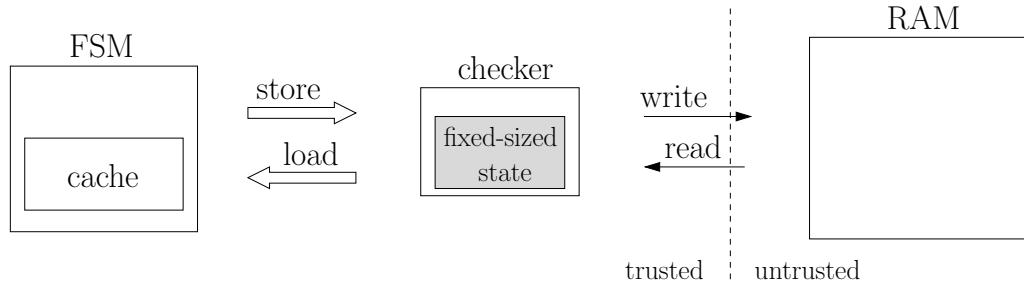 FSM
cache
store
load
checker
fixed-sized
state
write
read
RAM
trusted
untrusted